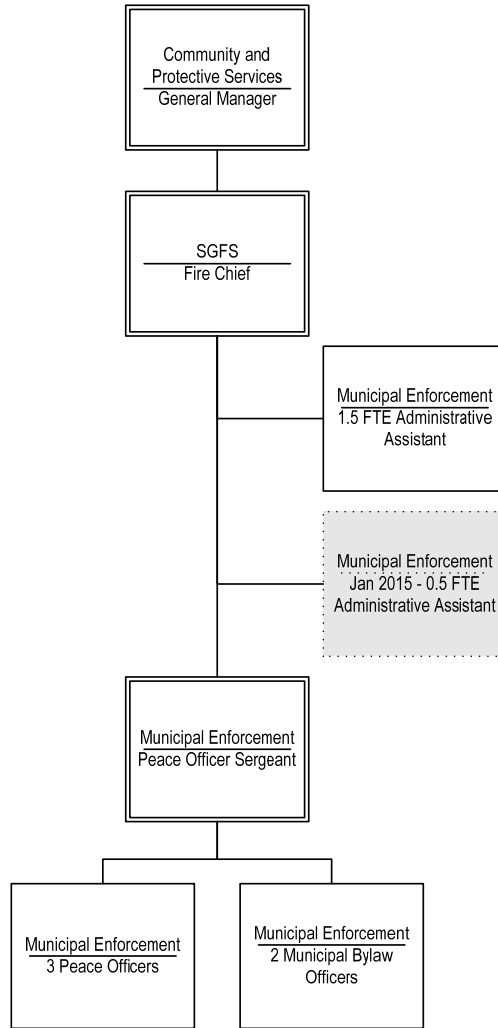 Community and
Protective Services
General Manager
SGFS
Fire Chief
Municipal Enforcement
1.5 FTE Administrative
Assistant
Municipal Enforcement
Jan 2015 - 0.5 FTE
Administrative Assistant
Municipal Enforcement
Peace Officer Sergeant
Municipal Enforcement
3 Peace Officers
Municipal Enforcement
2 Municipal Bylaw
Officers